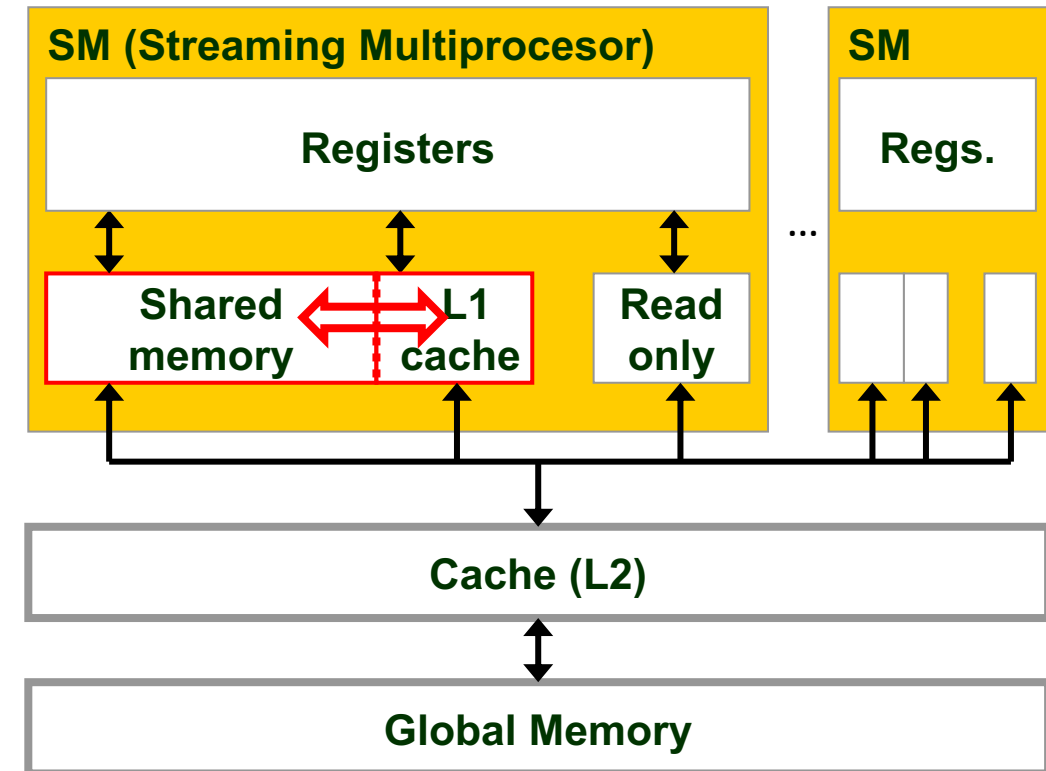 SM (Streaming Multiprocesor)
SM
Registers
Regs.
...
Shared
memory
L1
cache
Read
only
Cache (L2)
Global Memory